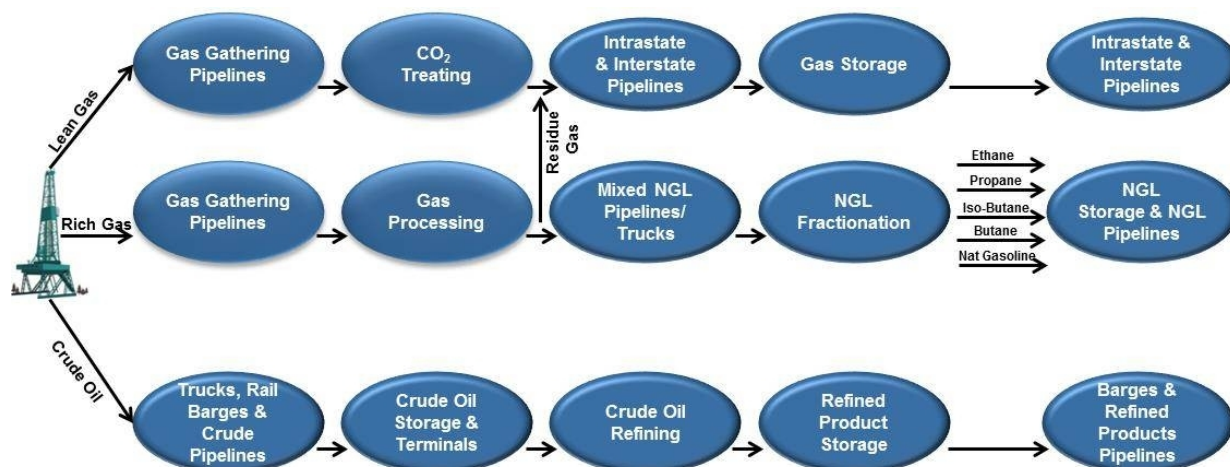 Gas Gathering
Pipelines
CO₂
Treating
Intrastate
& Interstate
Pipelines
Gas Storage
Intrastate &
Interstate
Pipelines
Lean Gas
Residue
Gas
Rich Gas
Gas Gathering
Pipelines
Gas
Processing
Mixed NGL
Pipelines/
Trucks
NGL
Fractionation
Ethane
Propane
Iso-Butane
Butane
Nat Gasoline
NGL
Storage & NGL
Pipelines
Crude Oil
Trucks, Rail
Barges &
Crude
Pipelines
Crude Oil
Storage &
Terminals
Crude Oil
Refining
Refined
Product
Storage
Barges &
Refined
Products
Pipelines